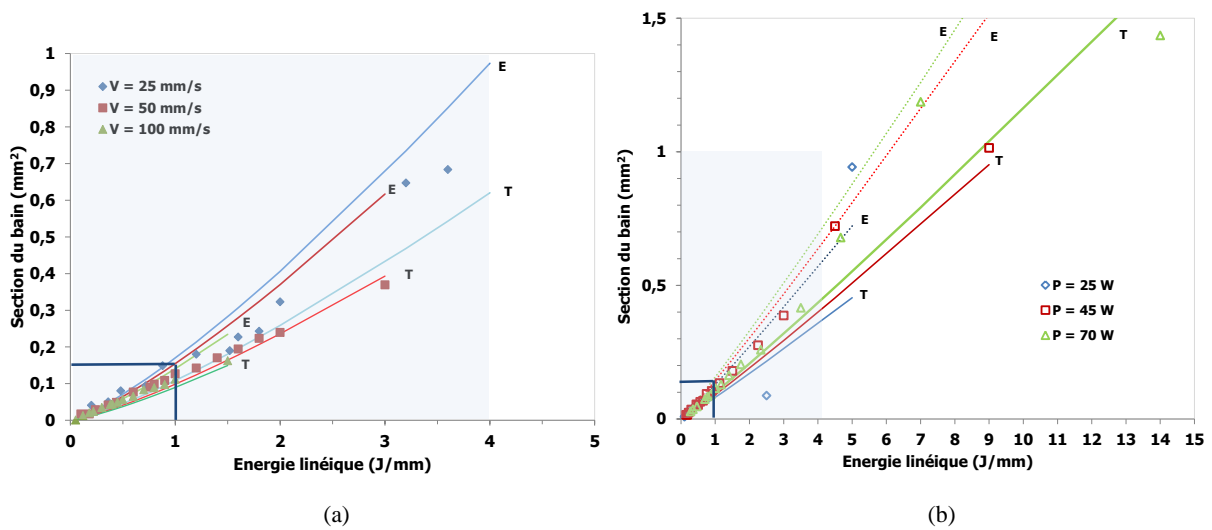 (a)
Section du bain (mm²)
1
0,9
0,8
0,7
0,6
0,5
0,4
0,3
0,2
0,1
0
V = 25 mm/s
V = 50 mm/s
V = 100 mm/s
E
E
T
T
E
T
0 1 2 3 4 5
Energie linéique (J/mm)
(a)
(b)
Section du bain (mm²)
1,5
1
0,5
0
E
E
T
T
E
T
P = 25 W
P = 45 W
P = 70 W
0 1 2 3 4 5 6 7 8 9 10 11 12 13 14 15
Energie linéique (J/mm)
(b)